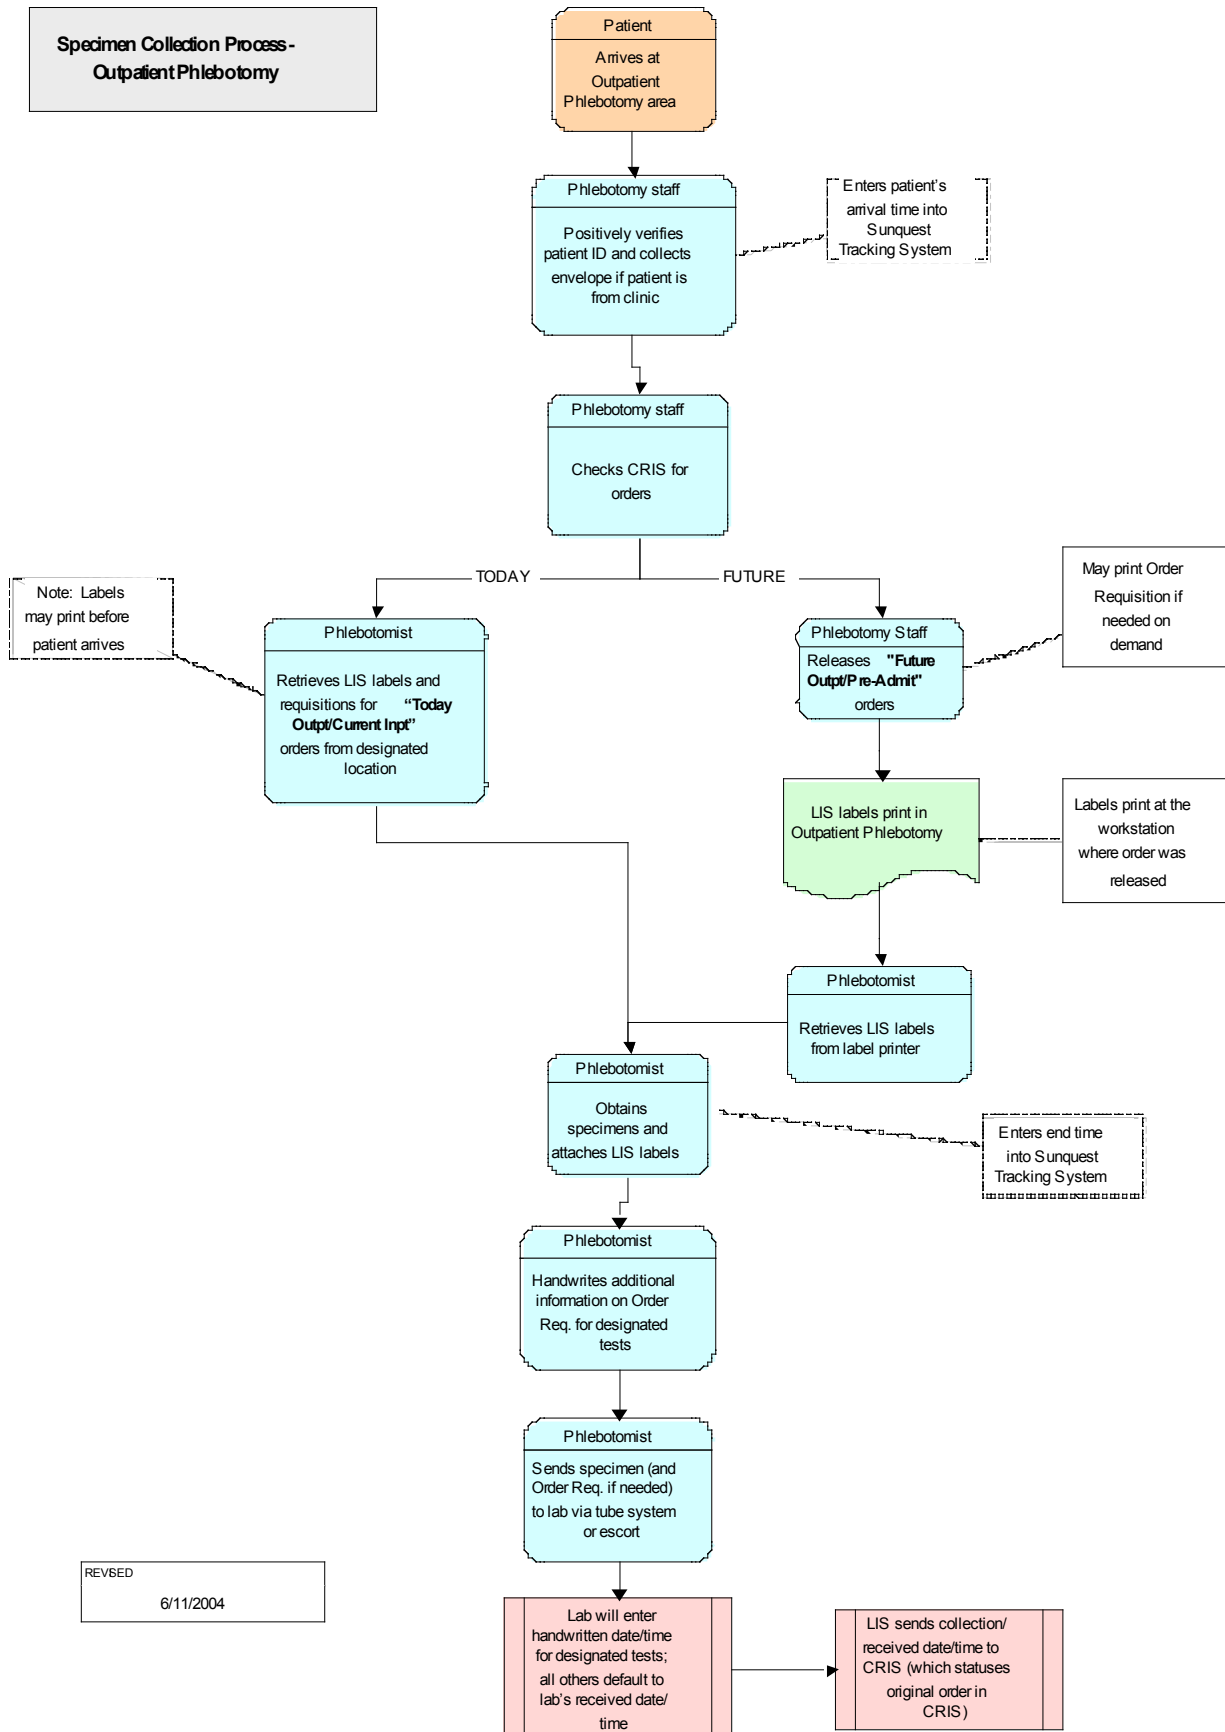 Specimen Collection Process-
Outpatient Phlebotomy
Patient
Arrives at
Outpatient
Phlebotomy area
Phlebotomy staff
Positively verifies
patient ID and collects
envelope if patient is
from clinic
Enters patient's
arrival time into
Sunquest
Tracking System
Phlebotomy staff
Checks CRIS for
orders
TODAY
FUTURE
Note: Labels
may print before
patient arrives
Phlebotomist
Retrieves LIS labels and
requisitions for “Today
Outpt/Current Inpt”
orders from designated
location
Phlebotomy Staff
Releases "Future
Outpt/Pre-Admit"
orders
May print Order
Requisition if
needed on
demand
LIS labels print in
Outpatient Phlebotomy
Labels print at the
workstation
where order was
released
Phlebotomist
Retrieves LIS labels
from label printer
Phlebotomist
Obtains
specimens and
attaches LIS labels
Enters end time
into Sunquest
Tracking System
Phlebotomist
Handwrites additional
information on Order
Req. for designated
tests
Phlebotomist
Sends specimen (and
Order Req. if needed)
to lab via tube system
or escort
REVISED
6/11/2004
Lab will enter
handwritten date/time
for designated tests;
all others default to
lab's received date/
time
LIS sends collection/
received date/time to
CRIS (which statuses
original order in
CRIS)